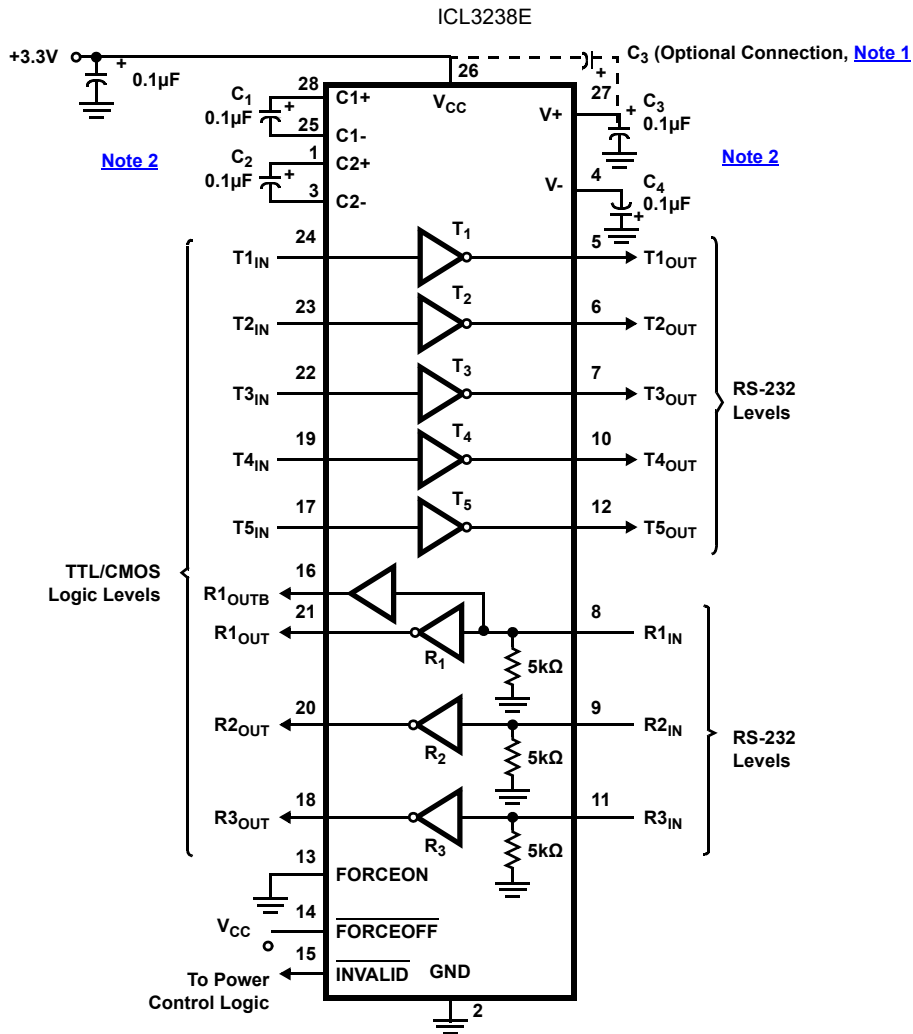 ICL3238E
+3.3V
+
0.1µF
26
+
C3 (Optional Connection, Note 1
28
C1+
VCC
27
C1
0.1µF
+
V+
+
C3
0.1µF
25
C1-
Note 2
1
C2+
Note 2
C2
0.1µF
+
4
C4
0.1µF
V-
3
C2-
+
24
T1
5
T1IN
T1OUT
23
T2
6
T2IN
T2OUT
22
T3
7
T3IN
T3OUT
RS-232
Levels
19
T4
10
T4IN
T4OUT
17
T5
12
T5IN
T5OUT
TTL/CMOS
Logic Levels
16
R1OUTB
21
8
R1OUT
R1IN
R1
5kΩ
20
9
R2OUT
R2IN
R2
5kΩ
RS-232
Levels
18
11
R3OUT
R3IN
R3
5kΩ
13
FORCEON
14
VCC
FORCEOFF
15
INVALID GND
To Power
Control Logic
2